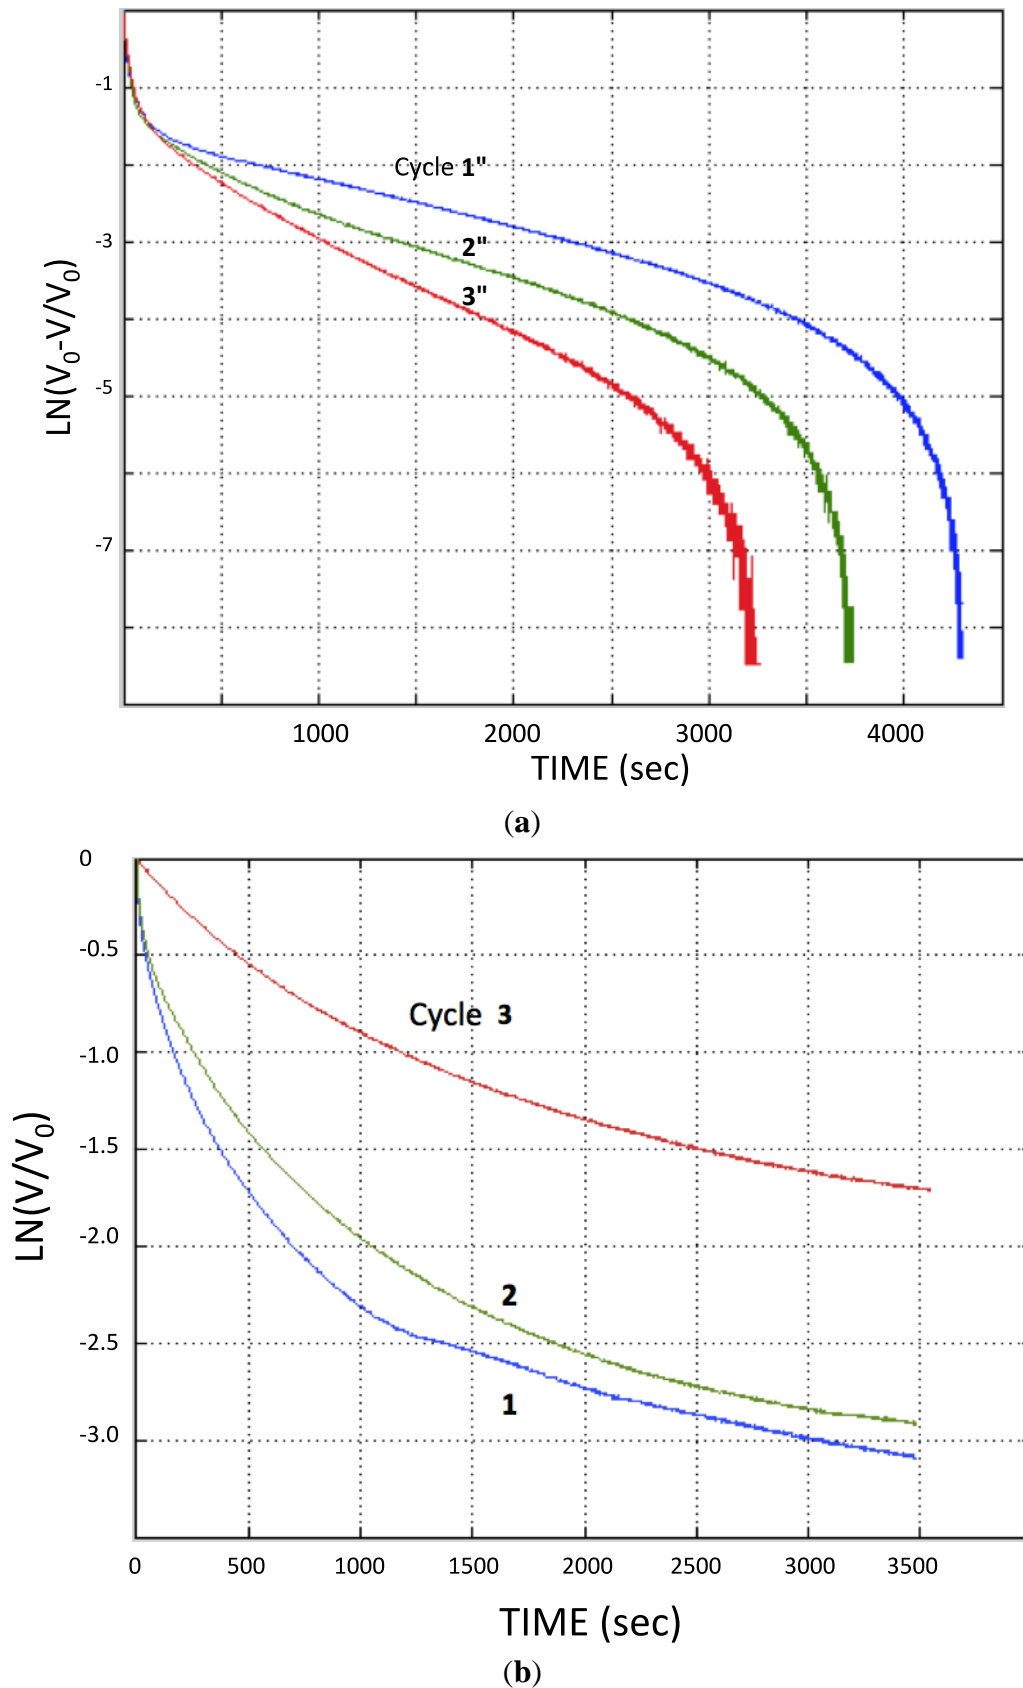 -1
Cycle 1"
-3
2"
3"
LN(V₀-V/V₀)
-5
-7
1000 2000 3000 4000
TIME (sec)
(a)
0
-0.5
Cycle 3
-1.0
-1.5
LN(V/V₀)
-2.0
2
-2.5
1
-3.0
0 500 1000 1500 2000 2500 3000 3500
TIME (sec)
(b)